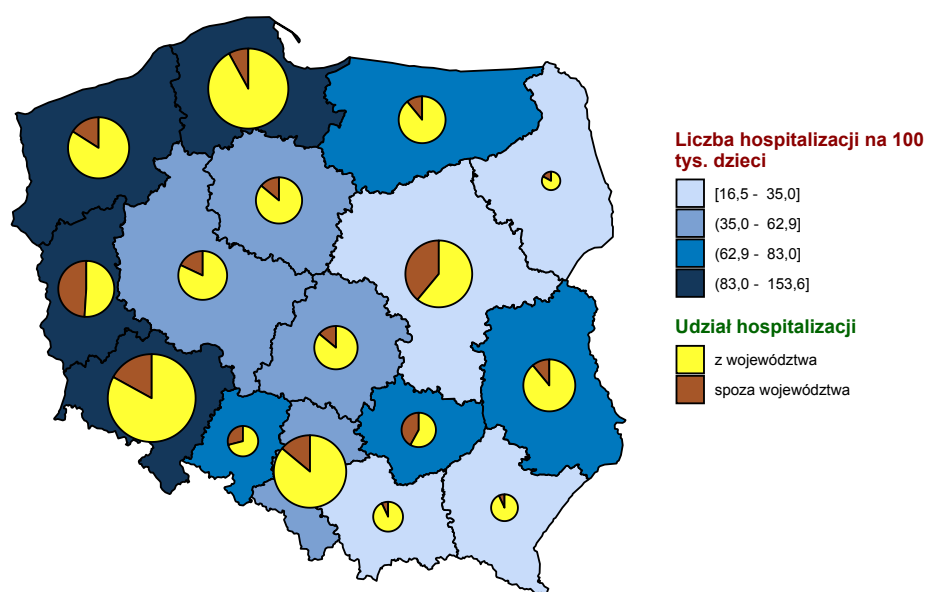 Liczba hospitalizacji na 100
tys. dzieci
[16,5 - 35,0]
(35,0 - 62,9]
(62,9 - 83,0]
(83,0 - 153,6]
Udział hospitalizacji
z województwa
spoza województwa